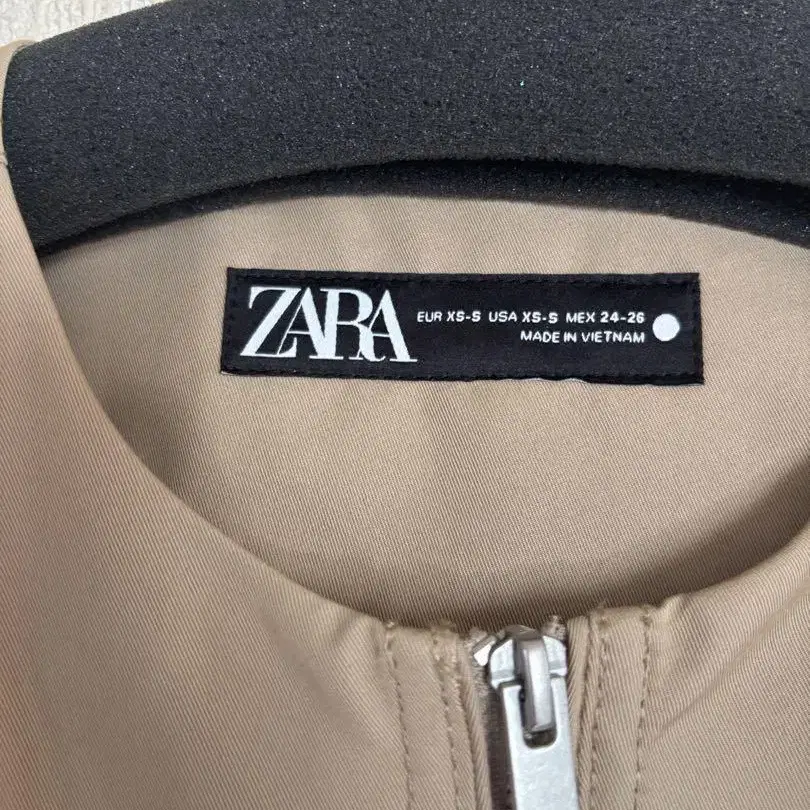 ZARA
EUR XS-S USA XS-S MEX 24-26
MADE IN VIETNAM